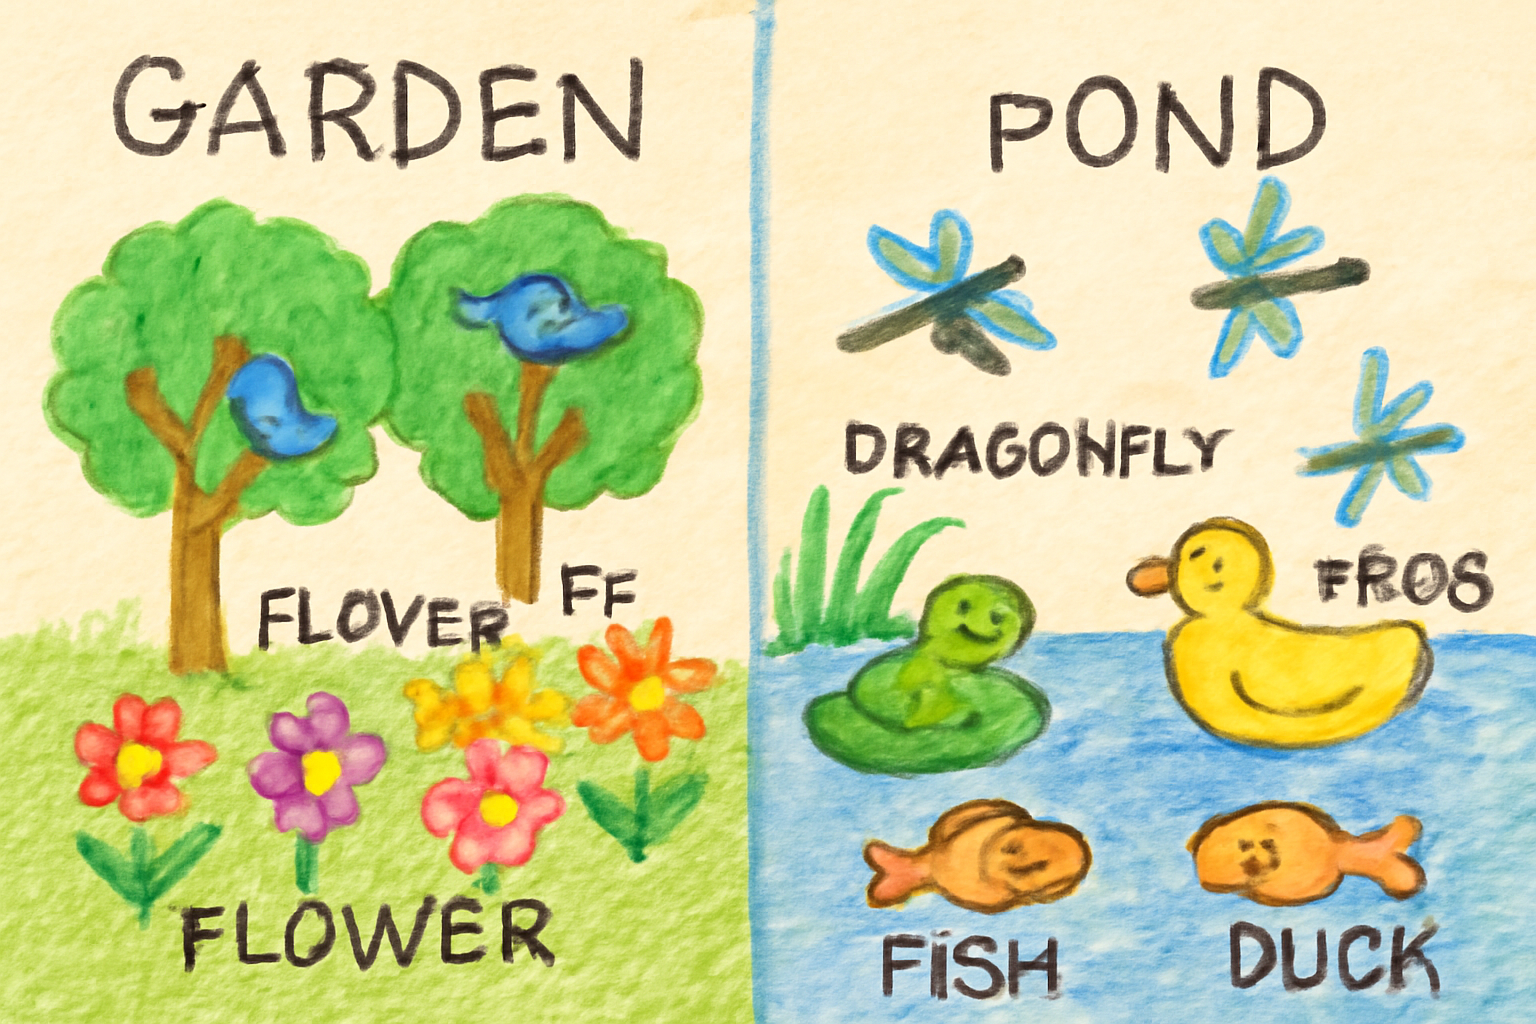 GARDEN
FLOVER
FF
FLOWER
POND
DRAGONFLY
FROS
FISH
DUCK